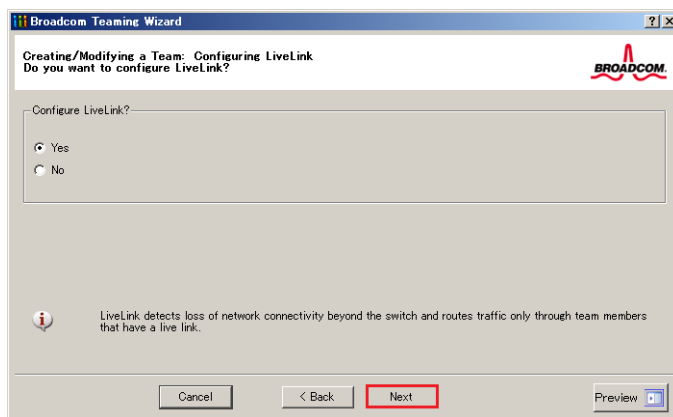 Broadcom Teaming Wizard
Creating/Modifying a Team: Configuring LiveLink
Do you want to configure LiveLink?
BROADCOM.
Configure LiveLink?
Yes
No
LiveLink detects loss of network connectivity beyond the switch and routes traffic only through team members
that have a live link.
Cancel
< Back
Next
Preview